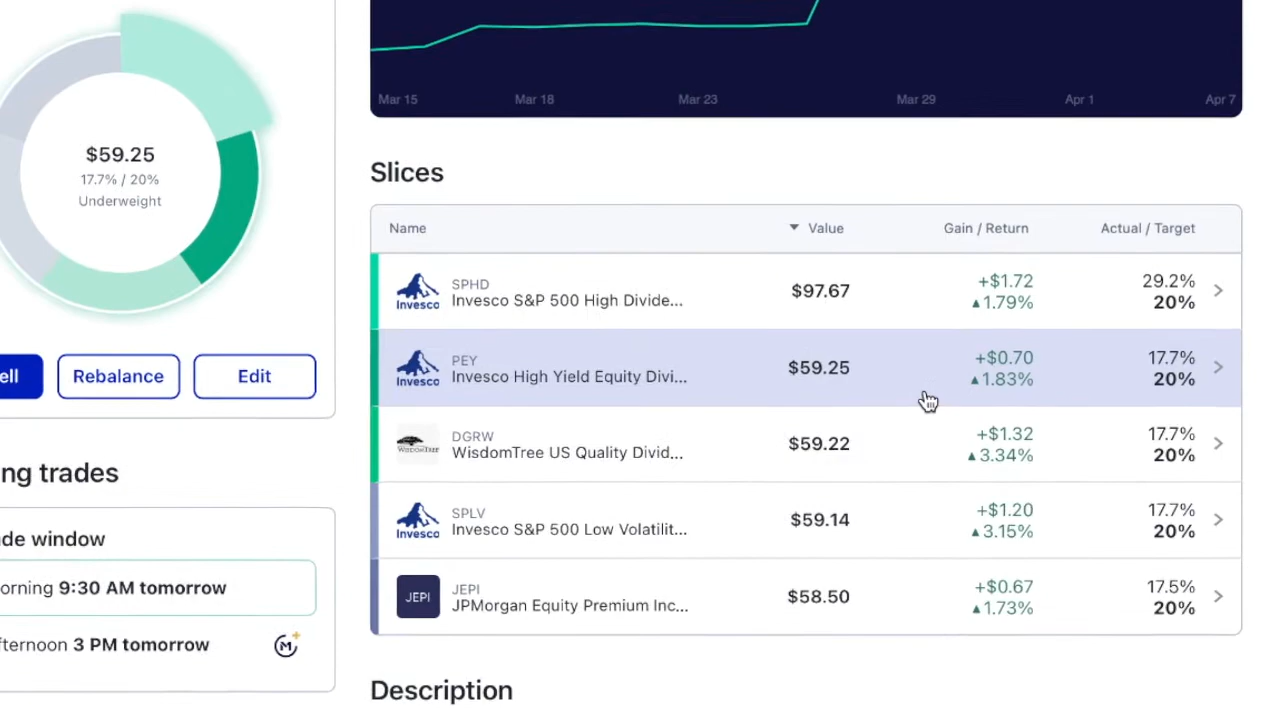 $59.25
17.7% / 20%
Underweight
ell
Rebalance
Edit
ng trades
de window
orning 9:30 AM tomorrow
fternoon 3 PM tomorrow
M+
Mar 15 Mar 18 Mar 23 Mar 29 Apr 1 Apr 7
Slices
Name Value Gain / Return Actual / Target
Invesco SPHD Invesco S&P 500 High Divide... $97.67 +$1.72 1.79% 29.2% 20%
Invesco PEY Invesco High Yield Equity Divi... $59.25 +$0.70 1.83% 17.7% 20%
WISDOMTREE DGRW WisdomTree US Quality Divid... $59.22 +$1.32 3.34% 17.7% 20%
Invesco SPLV Invesco S&P 500 Low Volatilit... $59.14 +$1.20 3.15% 17.7% 20%
JEPI JEPI JPMorgan Equity Premium Inc... $58.50 +$0.67 1.73% 17.5% 20%
Description